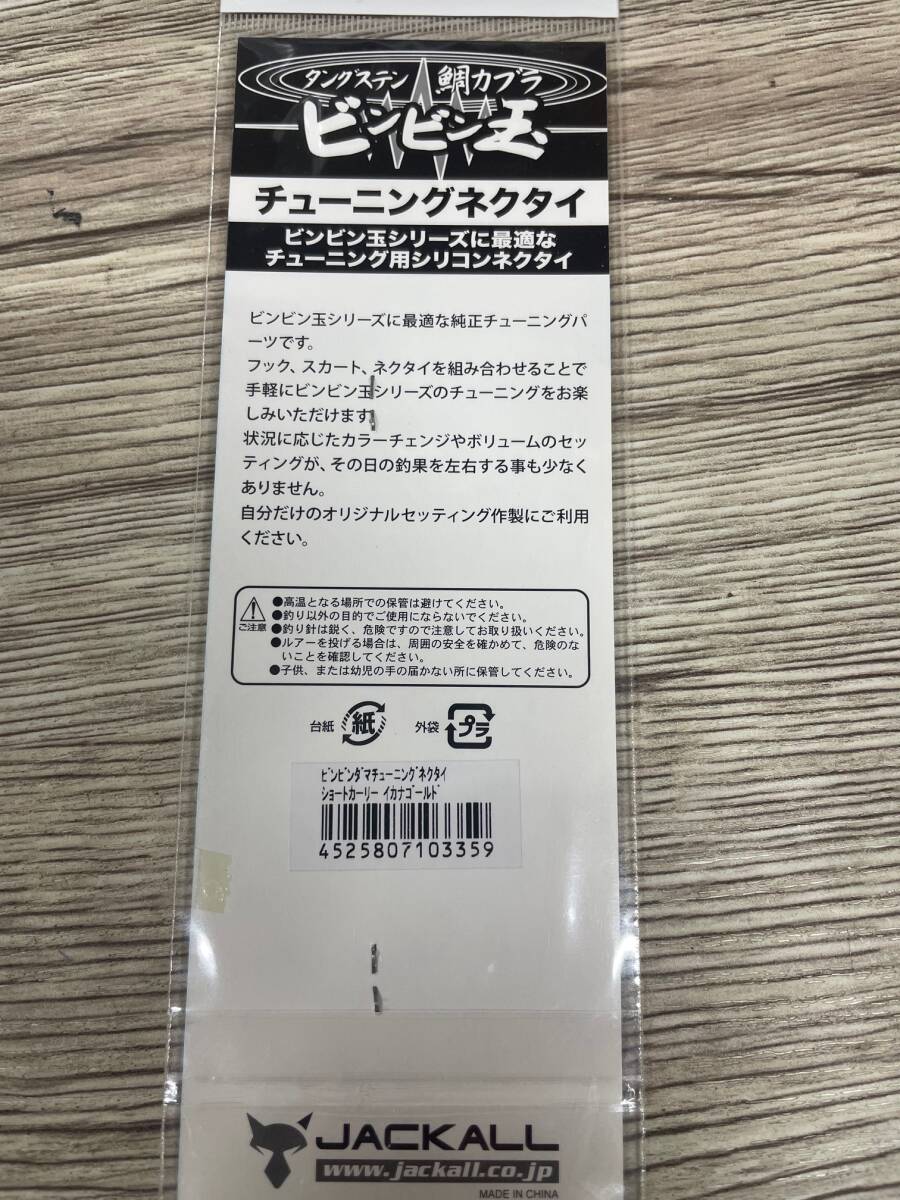 タングステン 鯛カブラ
ビンビン玉
チューニングネクタイ
ビンビン玉シリーズに最適な
チューニング用シリコンネクタイ
ビンビン玉シリーズに最適な純正チューニングパ
ーツです。
フック、スカート、ネクタイを組み合わせることで
手軽にビンビン玉シリーズのチューニングをお楽
しみいただけます。
状況に応じたカラーチェンジやボリュームのセッ
ティングが、その日の釣果を左右する事も少なく
ありません。
自分だけのオリジナルセッティング作製にご利用
ください。
ご注意
●高温となる場所での保管は避けてください。
●釣り以外の目的でご使用にならないでください。
●釣り針は鋭く、危険ですので注意してお取り扱いください。
●ルアーを投げる場合は、周囲の安全を確かめて、危険のな
いことを確認してください。
●子供、または幼児の手の届かない所に保管してください。
台紙 紙 外袋 プラ
ﾋﾞﾝﾋﾞﾝﾀﾞﾏチューニングﾞネクタイ
ショートカーリー イカナゴｰルﾄﾞ
4525807103359
JACKALL
www.jackall.co.jp
MADE IN CHINA